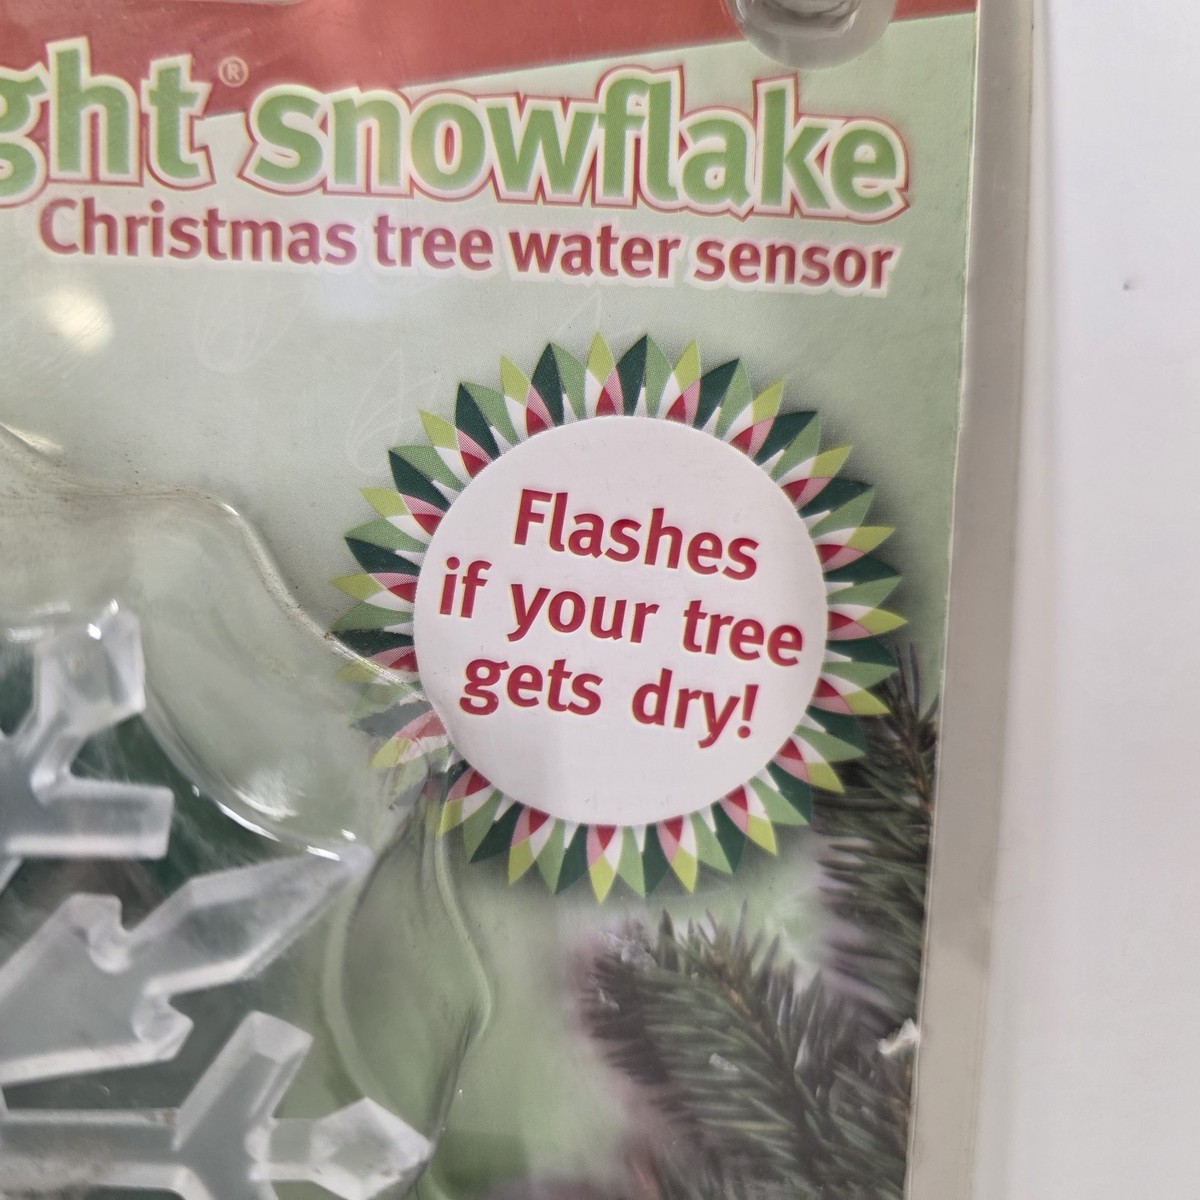 ght® snowflake
Christmas tree water sensor
Flashes
if your tree
gets dry!